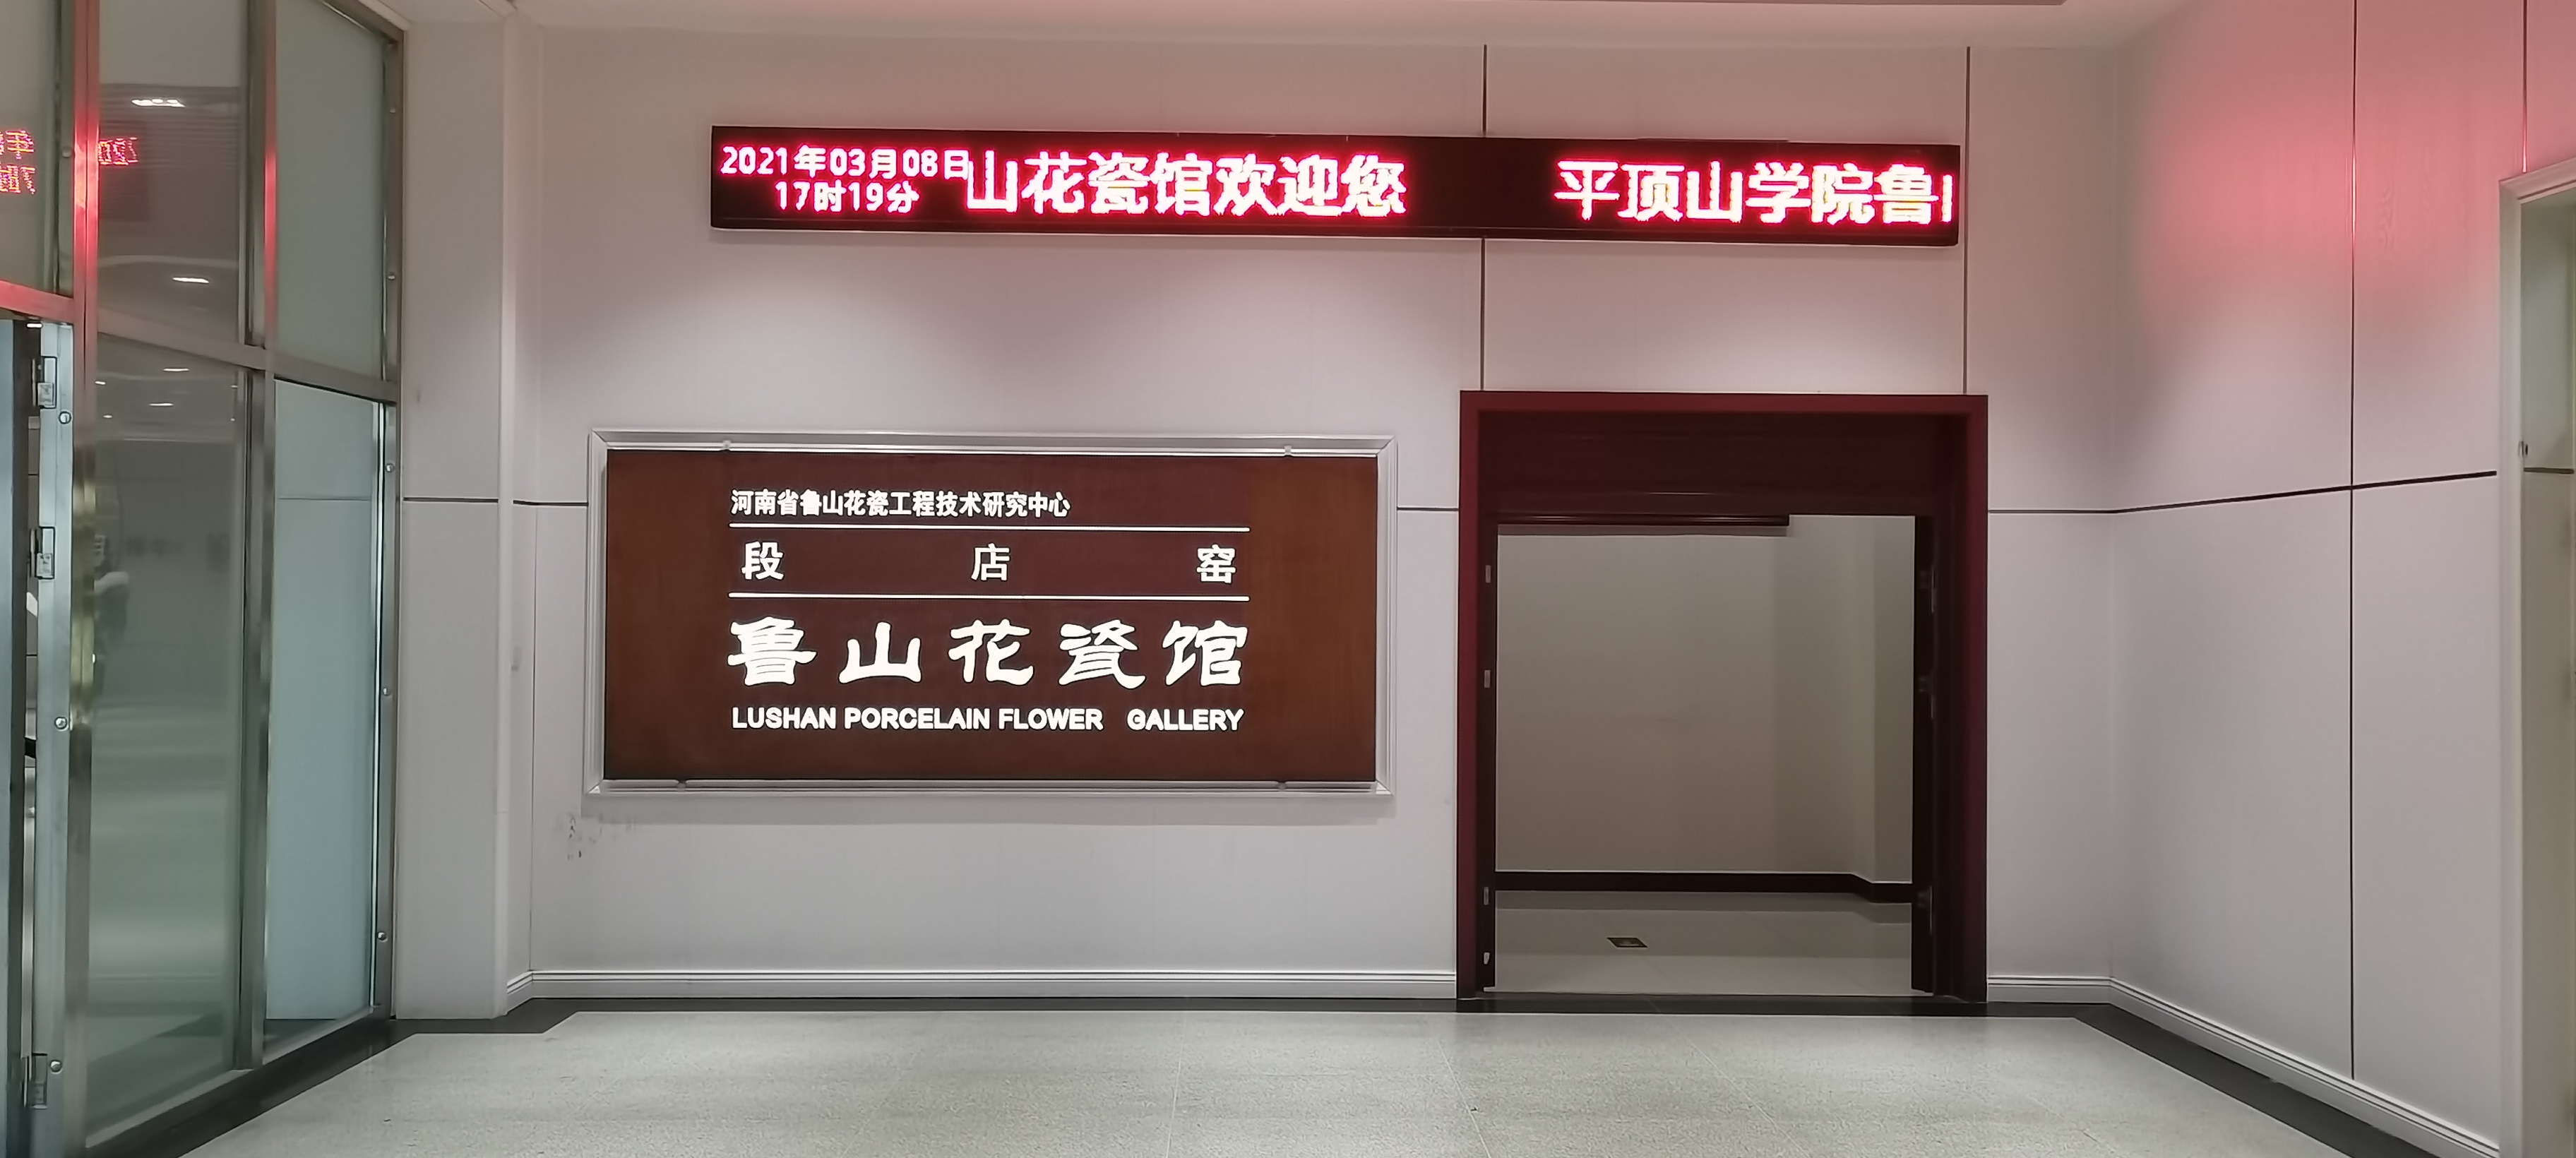 2021年03月08日
17时19分
山花瓷馆欢迎您 平顶山学院鲁
河南省鲁山花瓷工程技术研究中心
段 店 窑
鲁山花瓷馆
LUSHAN PORCELAIN FLOWER GALLERY